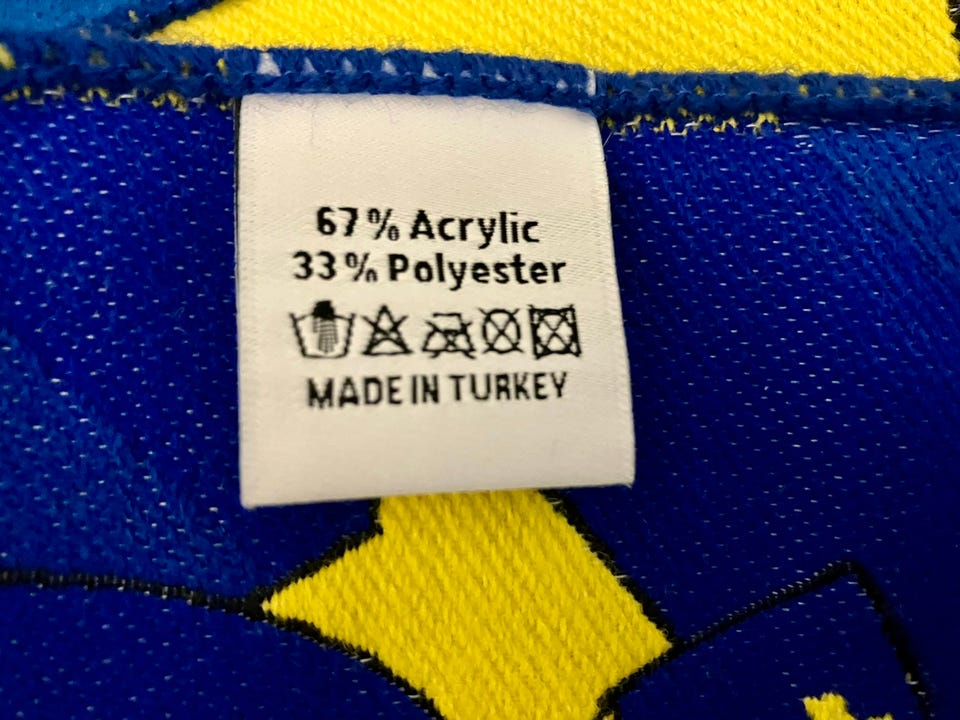 67% Acrylic
33% Polyester
MADE IN TURKEY